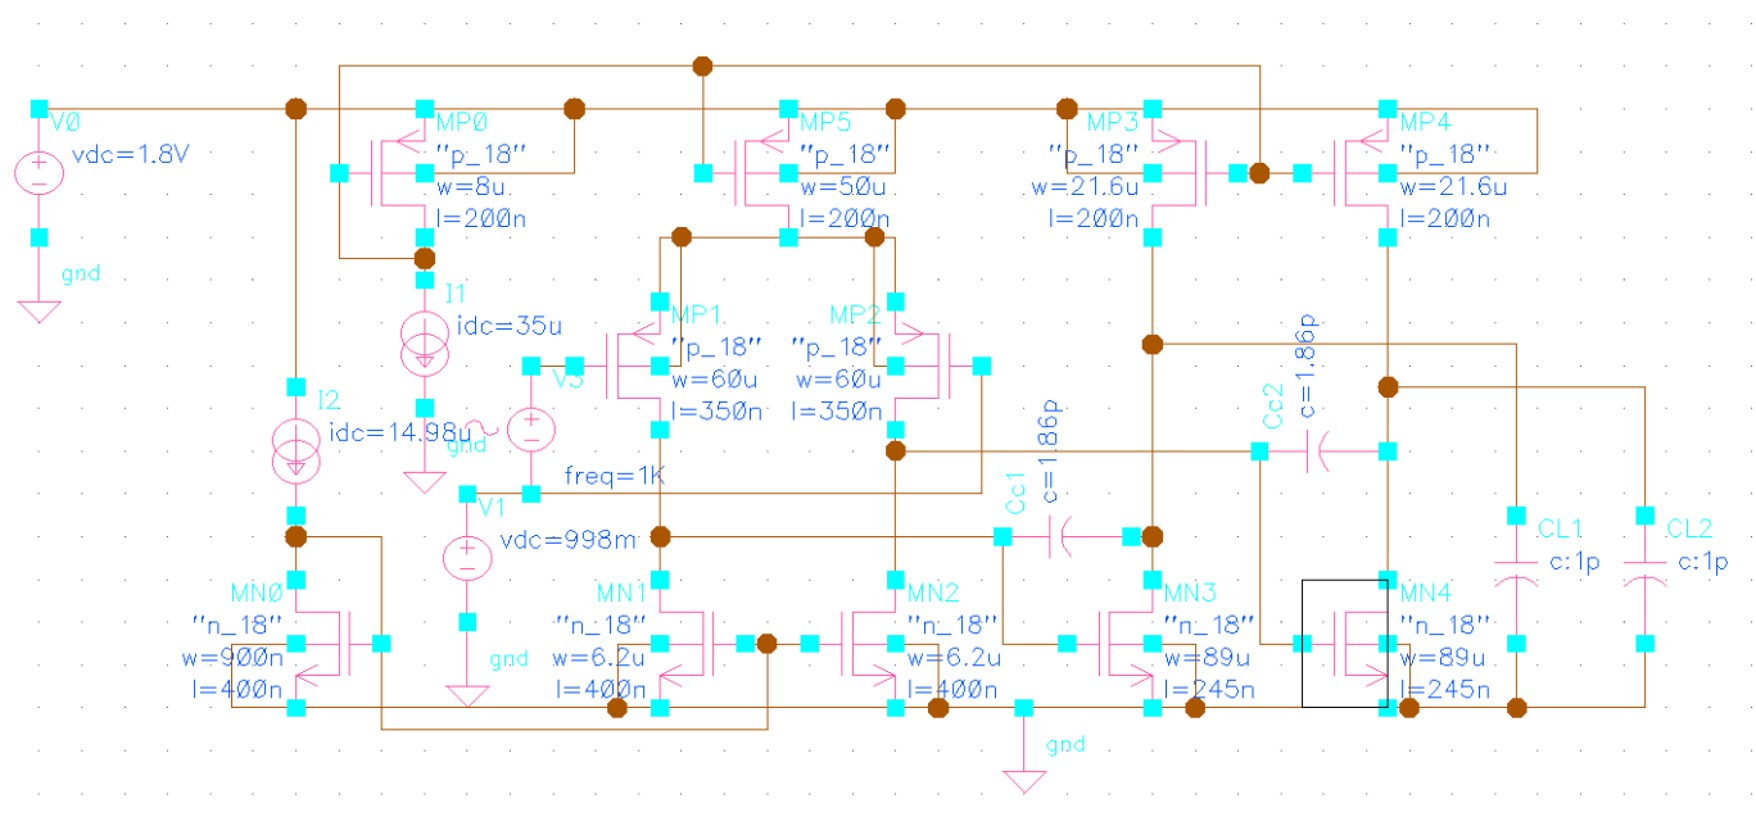 V0
vdc=1.8V
gnd
MP0
"p_18"
w=8u
l=200n
MP5
"p_18"
w=50u
l=200n
MP3
"p_18"
w=21.6u
l=200n
MP4
"p_18"
w=21.6u
l=200n
I1
idc=35u
MP1
"p_18"
w=60u
l=350n
MP2
"p_18"
w=60u
l=350n
V3
gnd
freq=1K
I2
idc=14.98u
V1
vdc=998m
gnd
Cc1
c=1.86p
Cc2
c=1.86p
CL1
c:1p
CL2
c:1p
MN0
"n_18"
w=900n
l=400n
MN1
"n_18"
w=6.2u
l=400n
MN2
"n_18"
w=6.2u
l=400n
MN3
"n_18"
w=89u
l=245n
MN4
"n_18"
w=89u
l=245n
gnd